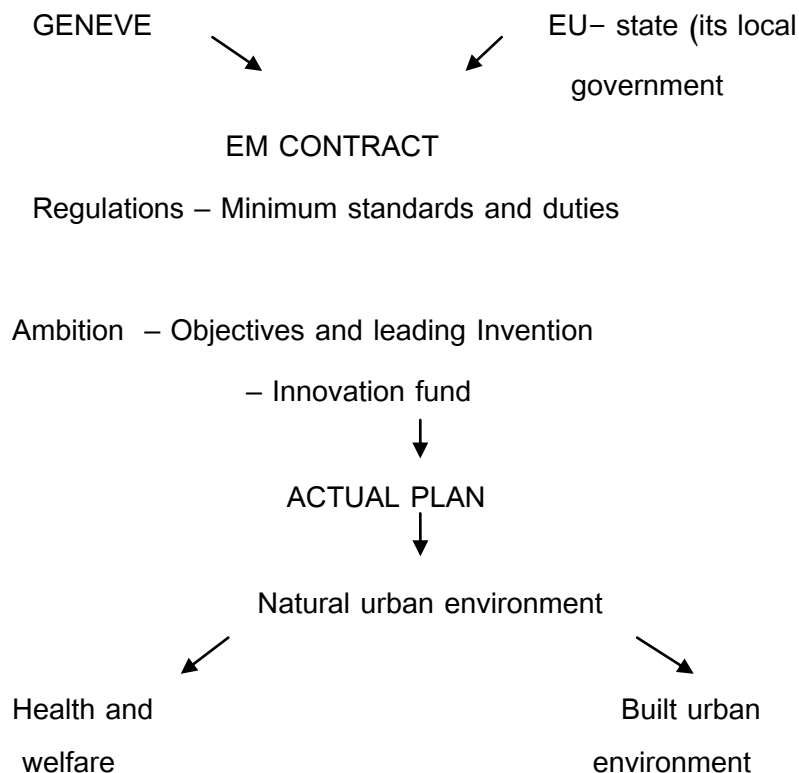 GENEVE EU– state (its local
government
EM CONTRACT
Regulations – Minimum standards and duties
Ambition – Objectives and leading Invention
– Innovation fund
ACTUAL PLAN
Natural urban environment
Health and Built urban
welfare environment